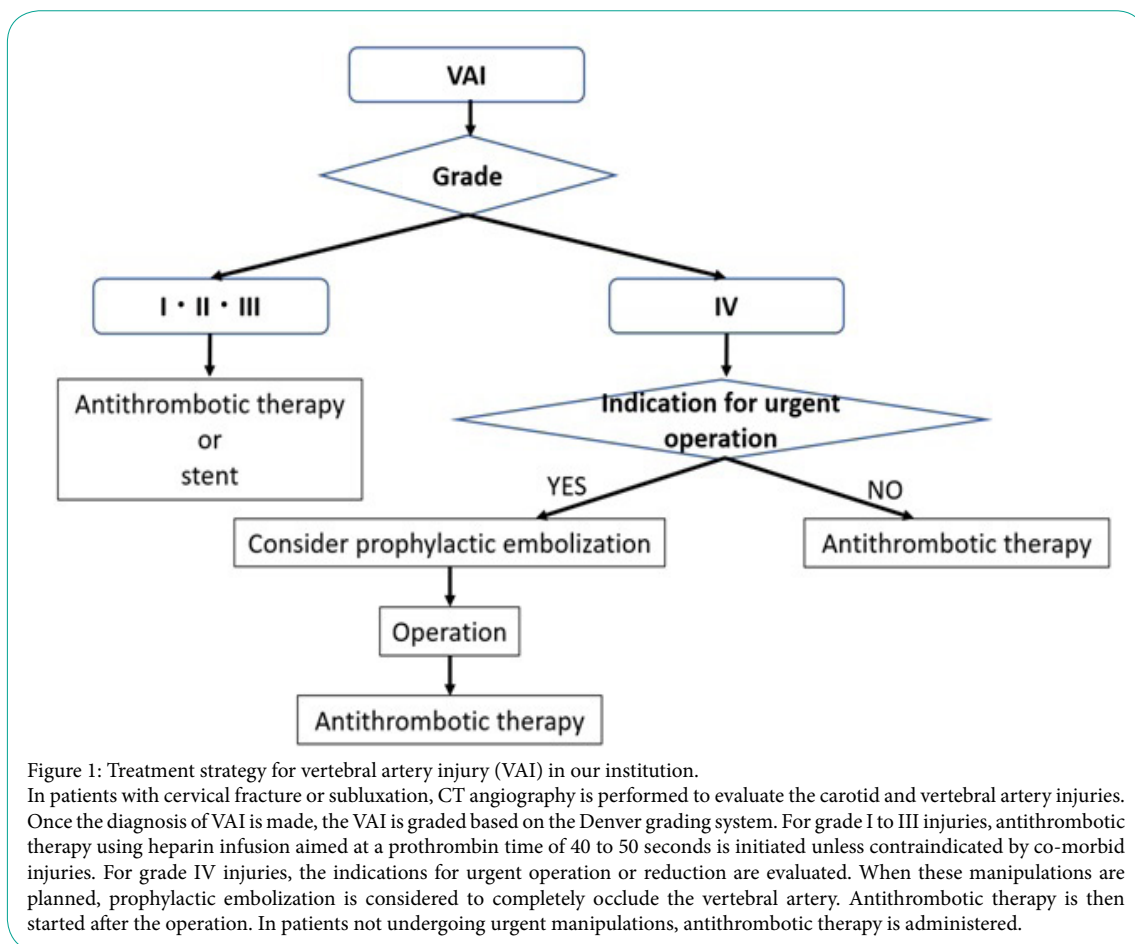 VAI
Grade
I・II・III
IV
Antithrombotic therapy
or
stent
Indication for urgent
operation
YES
NO
Consider prophylactic embolization
Antithrombotic therapy
Operation
Antithrombotic therapy
Figure 1: Treatment strategy for vertebral artery injury (VAI) in our institution.
In patients with cervical fracture or subluxation, CT angiography is performed to evaluate the carotid and vertebral artery injuries.
Once the diagnosis of VAI is made, the VAI is graded based on the Denver grading system. For grade I to III injuries, antithrombotic
therapy using heparin infusion aimed at a prothrombin time of 40 to 50 seconds is initiated unless contraindicated by co-morbid
injuries. For grade IV injuries, the indications for urgent operation or reduction are evaluated. When these manipulations are
planned, prophylactic embolization is considered to completely occlude the vertebral artery. Antithrombotic therapy is then
started after the operation. In patients not undergoing urgent manipulations, antithrombotic therapy is administered.